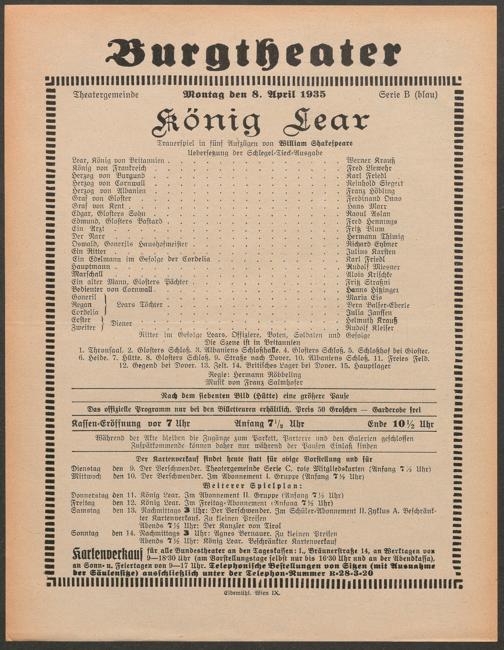 Burgtheater
Theatergemeinde Montag den 8. April 1935 Serie B (blau)
König Lear
Trauerspiel in fünf Aufzügen von William Shakespeare
Uebersetzung der Schlegel-Tieck-Ausgabe
Lear, König von Britannien Werner Krauß
König von Frankreich Fred Liewehr
Herzog von Burgund Karl Friedl
Herzog von Cornwall Reinhold Siegert
Herzog von Albanien Franz Höbling
Graf von Gloster Ferdinand Onno
Graf von Kent Hans Marr
Edgar, Glosters Sohn Raoul Aslan
Edmund, Glosters Bastard Fred Hennings
Ein Arzt Fritz Blum
Der Narr Hermann Thimig
Oswald, Gonerils Haushofmeister Richard Eybner
Ein Ritter Julius Karsten
Ein Edelmann im Gefolge der Cordelia Karl Friedl
Hauptmann Rudolf Miesner
Marschall Alois Krischke
Ein alter Mann, Glosters Pächter Fritz Straßni
Bedienter von Cornwall Hanns Hitzinger
Goneril Maria Eis
Regan } Lears Töchter Vera Balser-Eberle
Cordelia Julia Janssen
Erster } Diener Helmuth Krauß
Zweiter Rudolf Kleiser
Ritter im Gefolge Lears, Offiziere, Boten, Soldaten und Gefolge
Die Szene ist in Britannien
1. Thronsaal. 2. Glosters Schloß. 3. Albaniens Schloßhalle. 4. Glosters Schloß. 5. Schloßhof bei Gloster.
6. Heide. 7. Hütte. 8. Glosters Schloß. 9. Straße nach Dover. 10. Albaniens Schloß. 11. Freies Feld.
12. Gegend bei Dover. 13. Zelt. 14. Britisches Lager bei Dover. 15. Hauptlager
Regie: Hermann Röbbeling
Musik von Franz Salmhofer
Nach dem siebenten Bild (Hütte) eine größere Pause
Das offizielle Programm nur bei den Billetteuren erhältlich. Preis 50 Groschen — Garderobe frei
Kassen-Eröffnung vor 7 Uhr Anfang 7½ Uhr Ende 10½ Uhr
Während der Akte bleiben die Zugänge zum Parkett, Parterre und den Galerien geschlossen
Zuspätkommende können daher nur während der Pausen Einlaß finden
Der Kartenverkauf findet heute statt für obige Vorstellung und für
Dienstag den 9. Der Verschwender. Theatergemeinde Serie C, rote Mitgliedskarten (Anfang 7½ Uhr)
Mittwoch den 10. Der Verschwender. Im Abonnement I. Gruppe (Anfang 7½ Uhr)
Weiterer Spielplan:
Donnerstag den 11. König Lear. Im Abonnement II. Gruppe (Anfang 7½ Uhr)
Freitag den 12. König Lear. Im Freitag-Abonnement (Anfang 7½ Uhr)
Samstag den 13. Nachmittags 3 Uhr: Der Verschwender. Im Schüler-Abonnement II. Zyklus A. Beschränkter Kartenverkauf. Zu kleinen Preisen
Abends 7½ Uhr: Der Kanzler von Tirol
Sonntag den 14. Nachmittags 3 Uhr: Agnes Bernauer. Zu kleinen Preisen
Abends 7½ Uhr: König Lear. Beschränkter Kartenverkauf
Kartenverkauf für alle Bundestheater an den Tageskassen: I., Bräunerstraße 14, an Werktagen von
9—18·30 Uhr (am Vorstellungstage selbst nur bis 16·30 Uhr und an der Abendkassa),
an Sonn- u. Feiertagen von 9—17 Uhr. Telephonische Bestellungen von Sitzen (mit Ausnahme
der Säulensitze) ausschließlich unter der Telephon-Nummer R-28-3-20
Elbemühl, Wien IX.